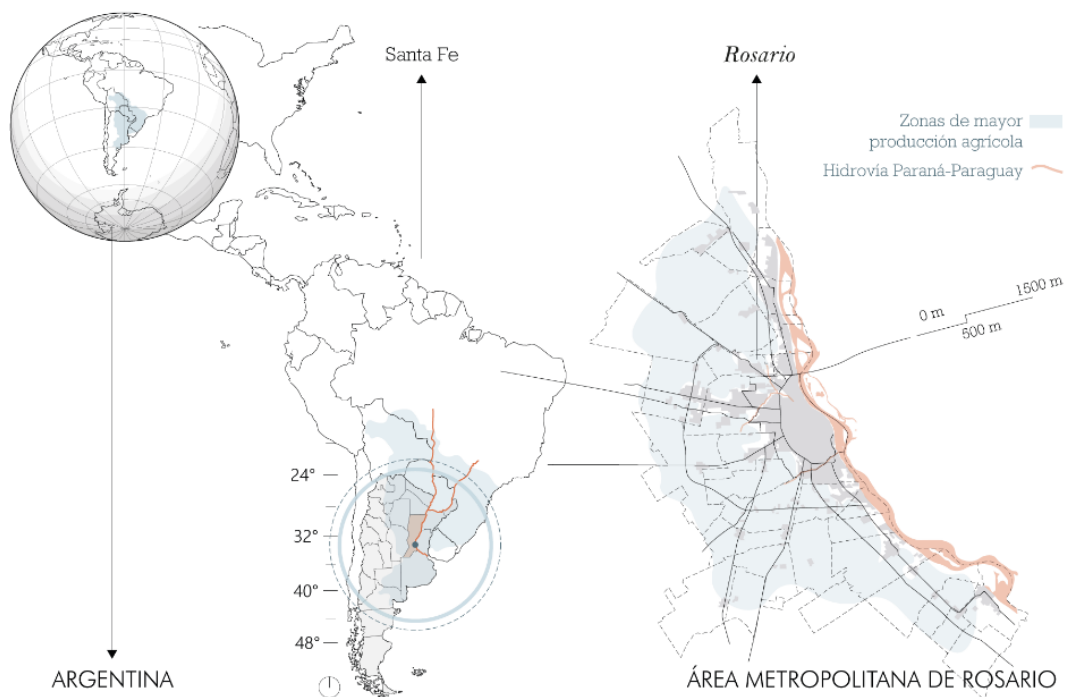 Santa Fe
Rosario
Zonas de mayor
producción agrícola
Hidrovía Paraná-Paraguay
1500 m
0 m
500 m
24°
32°
40°
48°
ARGENTINA
ÁREA METROPOLITANA DE ROSARIO